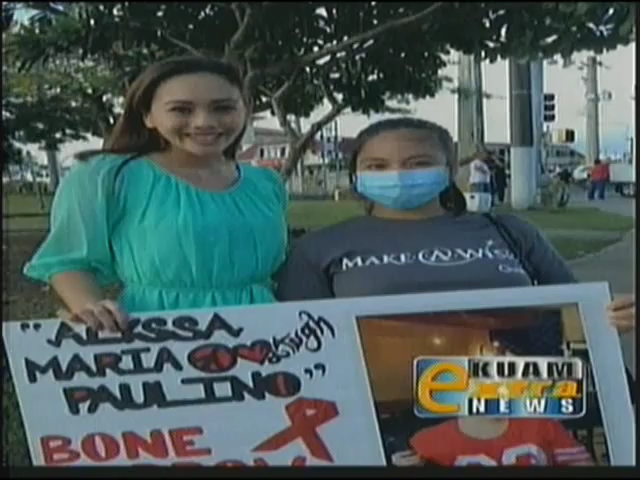 MAKE A WISH
"ALYSSA
MARIA
PAULINO"
BONE
KUAM
extra
NEWS